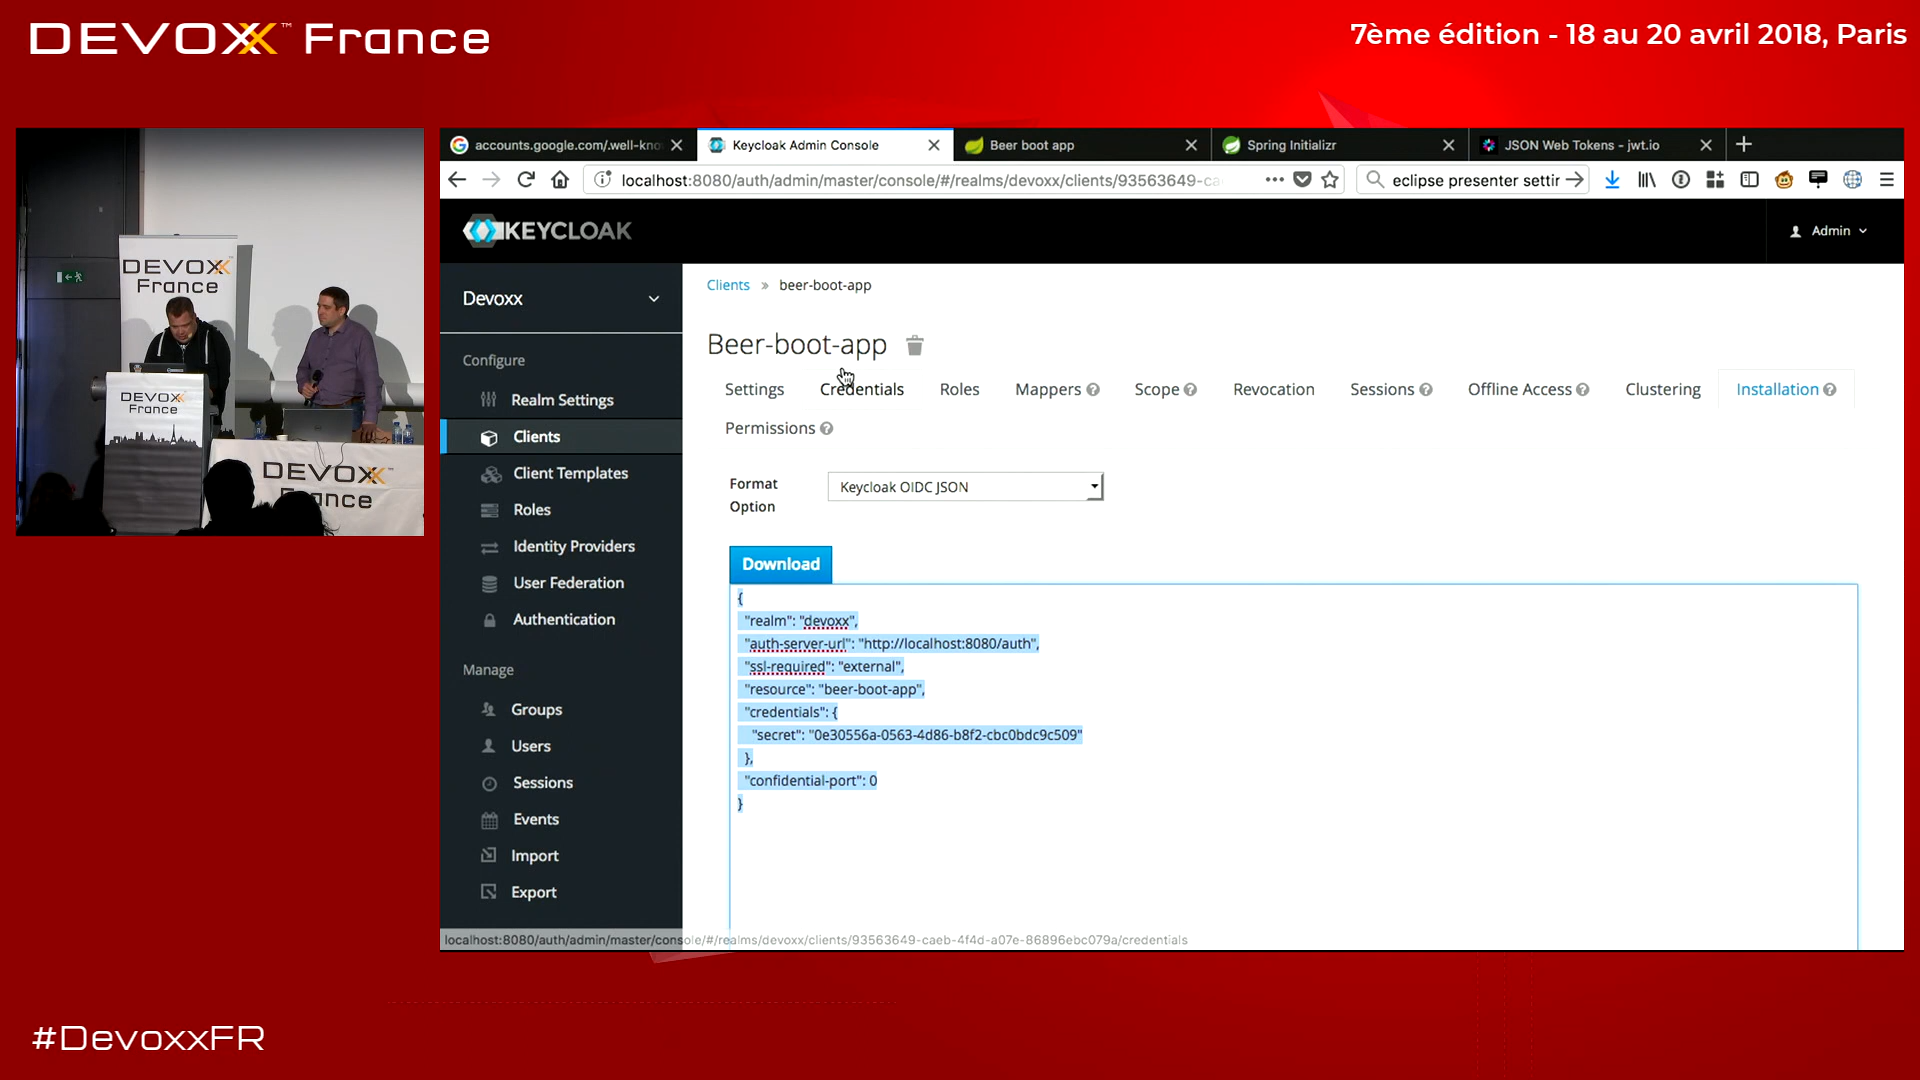 DEVOXX™ France
7ème édition - 18 au 20 avril 2018, Paris
DEVOXX
France
DEVOXX
France
DEVOXX
France
accounts.google.com/.well-kno
Keycloak Admin Console
Beer boot app
Spring Initializr
JSON Web Tokens - jwt.io
localhost:8080/auth/admin/master/console/#/realms/devoxx/clients/93563649-ca
eclipse presenter settir
KEYCLOAK
Admin
Devoxx
Configure
Realm Settings
Clients
Client Templates
Roles
Identity Providers
User Federation
Authentication
Manage
Groups
Users
Sessions
Events
Import
Export
Clients » beer-boot-app
Beer-boot-app
Settings Credentials Roles Mappers Scope Revocation Sessions Offline Access Clustering Installation
Permissions
Format
Option
Keycloak OIDC JSON
Download
{
"realm": "devoxx",
"auth-server-url": "http://localhost:8080/auth",
"ssl-required": "external",
"resource": "beer-boot-app",
"credentials": {
"secret": "0e30556a-0563-4d86-b8f2-cbc0bdc9c509"
},
"confidential-port": 0
}
localhost:8080/auth/admin/master/console/#/realms/devoxx/clients/93563649-caeb-4f4d-a07e-86896ebc079a/credentials
#DevoxxFR